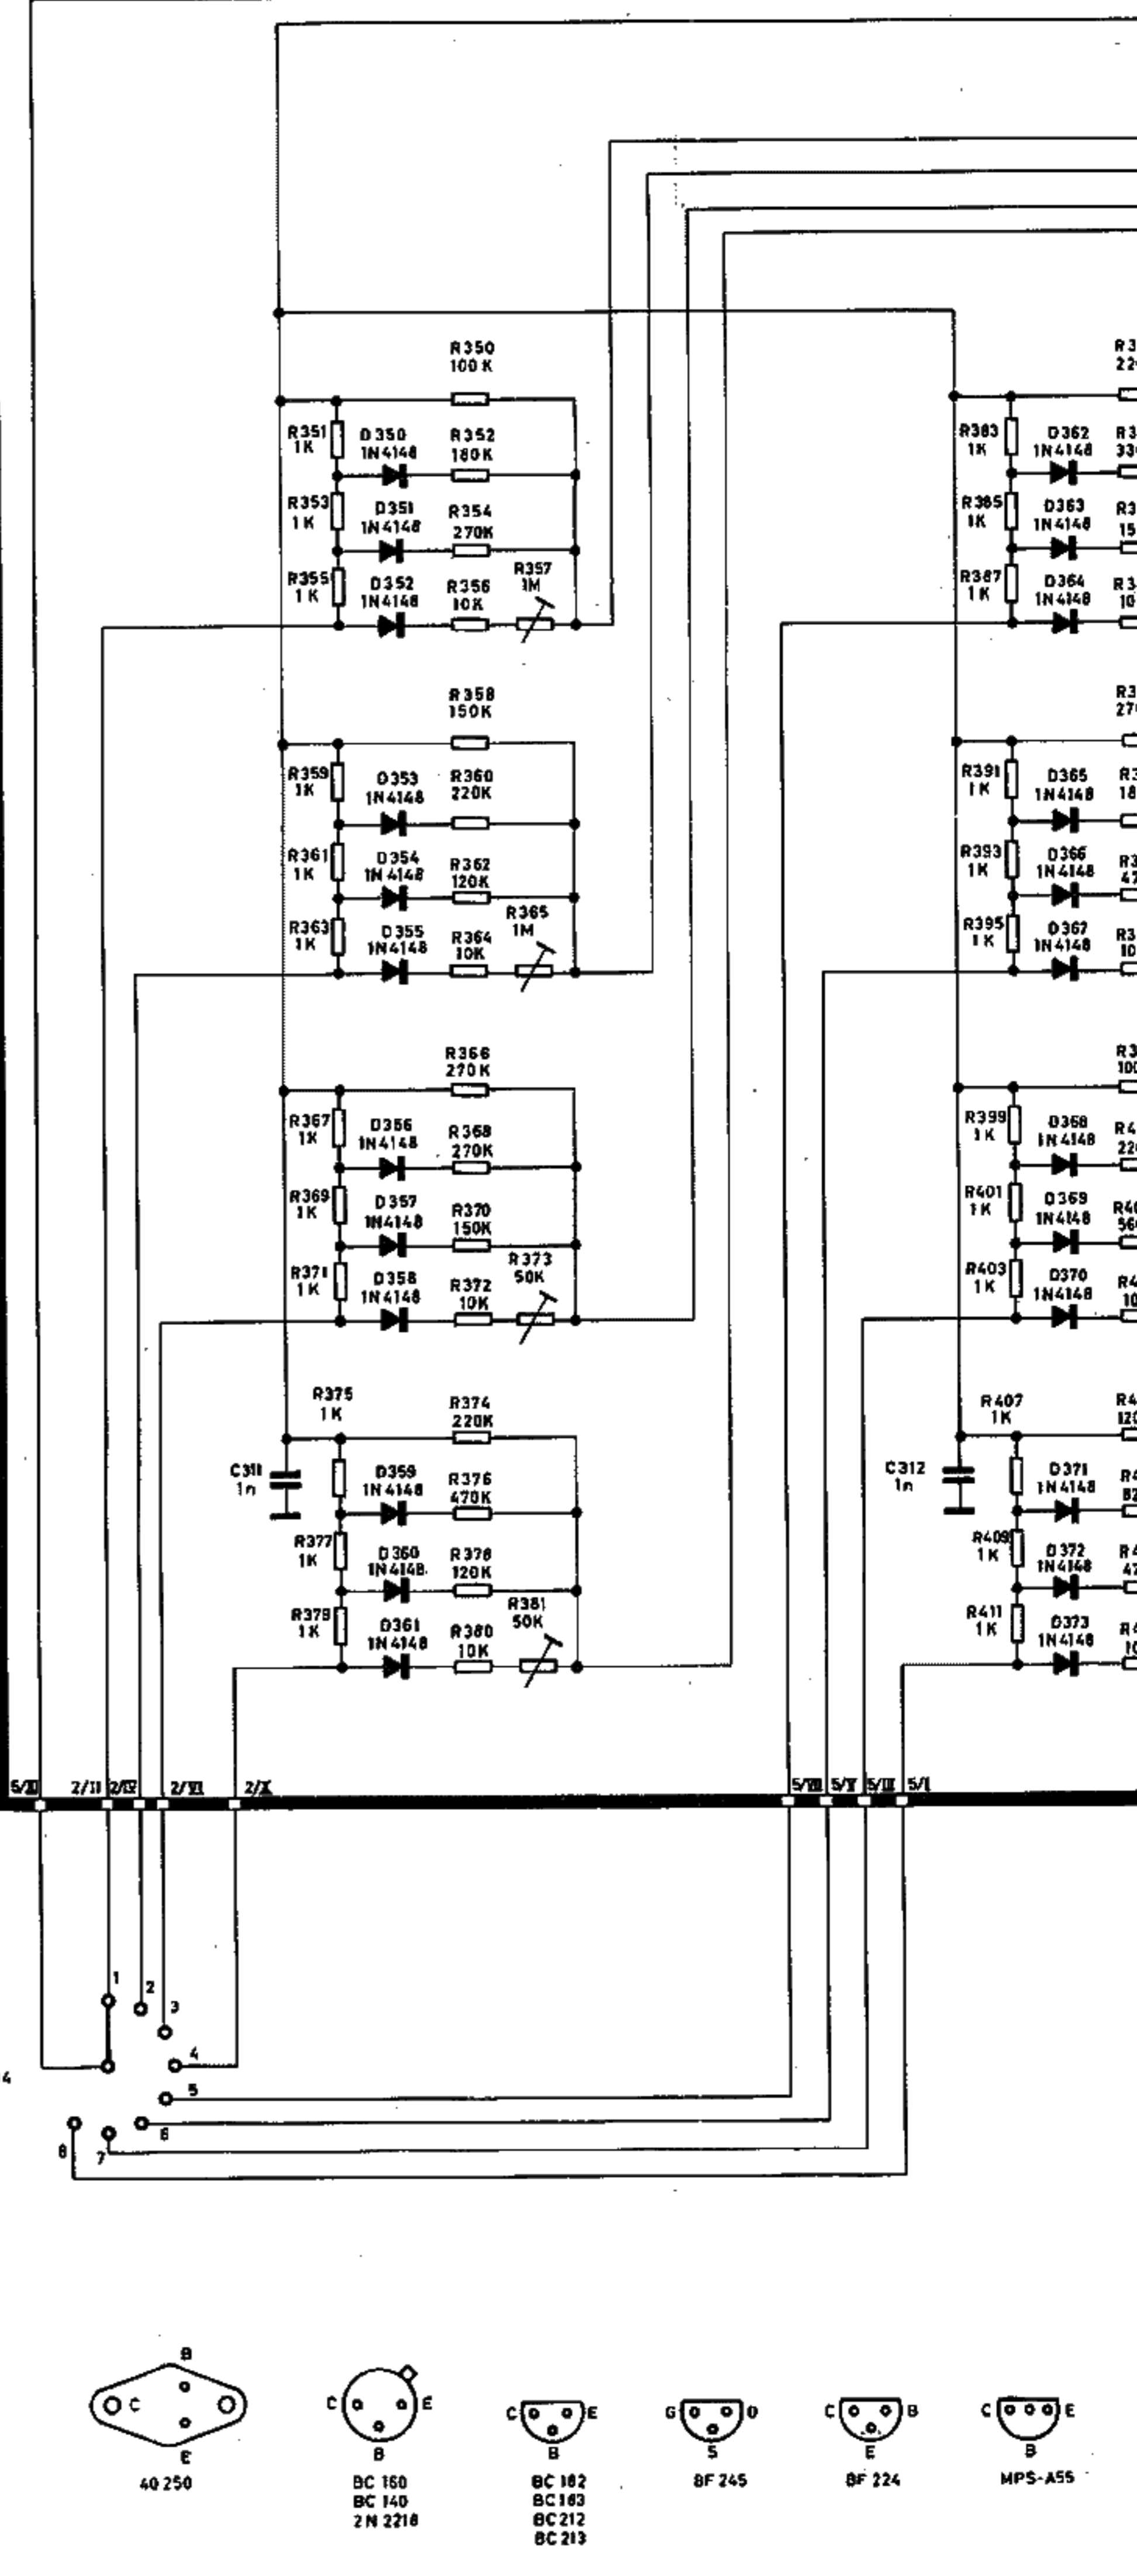 R350
100 K
R351
1K
D350
1N4148
R352
180K
R353
1K
D351
1N4148
R354
270K
R355
1K
D352
1N4148
R356
10K
R357
1M
R383
1K
D362
1N4148
R385
1K
D363
1N4148
R387
1K
D364
1N4148
R358
150K
R359
1K
D353
1N4148
R360
220K
R361
1K
D354
1N4148
R362
120K
R363
1K
D355
1N4148
R364
10K
R365
1M
R391
1K
D365
1N4148
R393
1K
D366
1N4148
R395
1K
D367
1N4148
R366
270K
R367
1K
D356
1N4148
R368
270K
R369
1K
D357
1N4148
R370
150K
R371
1K
D358
1N4148
R372
10K
R373
50K
R399
1K
D368
1N4148
R401
1K
D369
1N4148
R403
1K
D370
1N4148
R375
1K
R374
220K
C311
1n
D359
1N4148
R376
470K
R377
1K
D360
1N4148
R378
120K
R379
1K
D361
1N4148
R380
10K
R381
50K
R407
1K
C312
1n
D371
1N4148
R409
1K
D372
1N4148
R411
1K
D373
1N4148
2/II 2/IV 2/VI 2/X
5/V 5/III 5/I
1
2
3
4
4
5
6
7
8
B
C
E
40 250
C E
B
BC 160
BC 140
2N 2218
C E
B
BC 182
BC 183
BC 212
BC 213
G D
S
BF 245
C B
E
BF 224
C E
B
MPS-A55